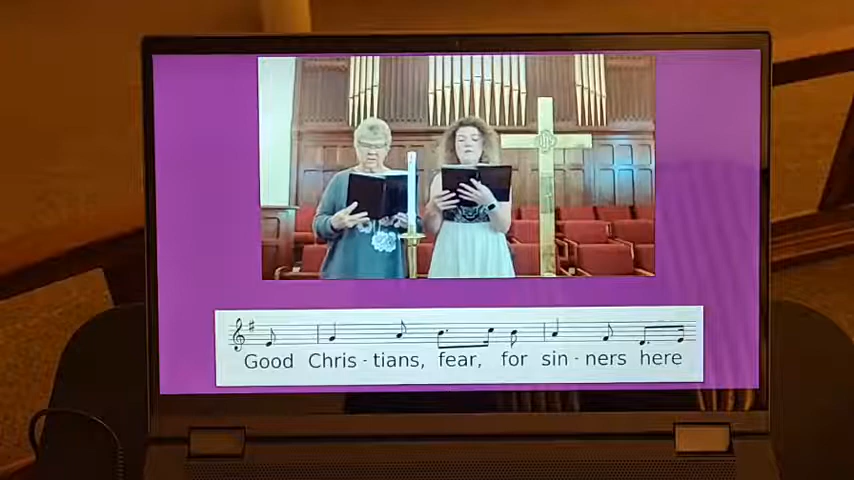 Good Chris - tians, fear, for sin - ners here